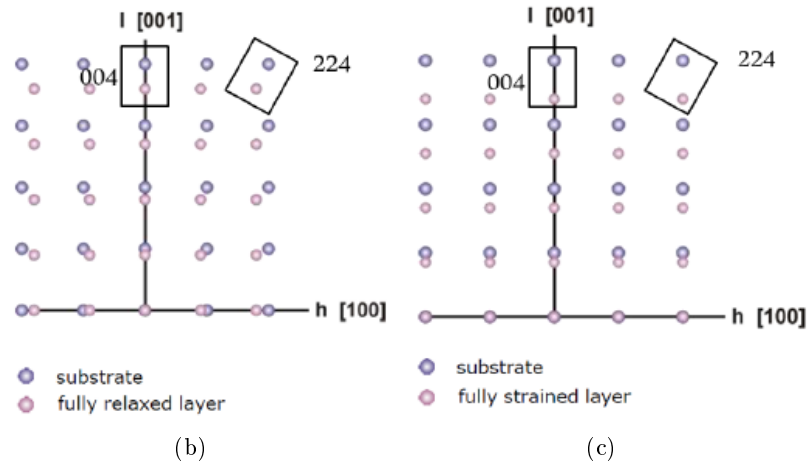 l [001]
004
224
h [100]
substrate
fully relaxed layer
(b)
l [001]
004
224
h [100]
substrate
fully strained layer
(c)